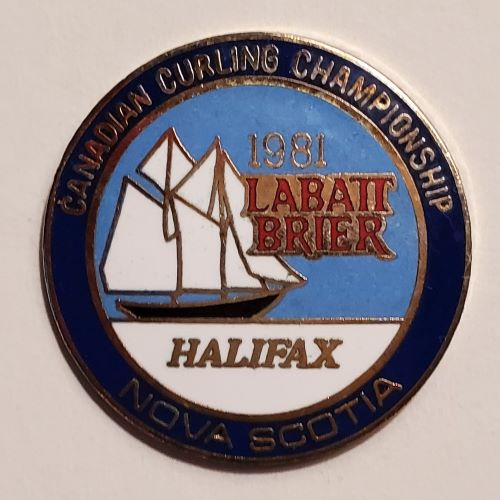 CANADIAN CURLING CHAMPIONSHIP
1981
LABATT
BRIER
HALIFAX
NOVA SCOTIA